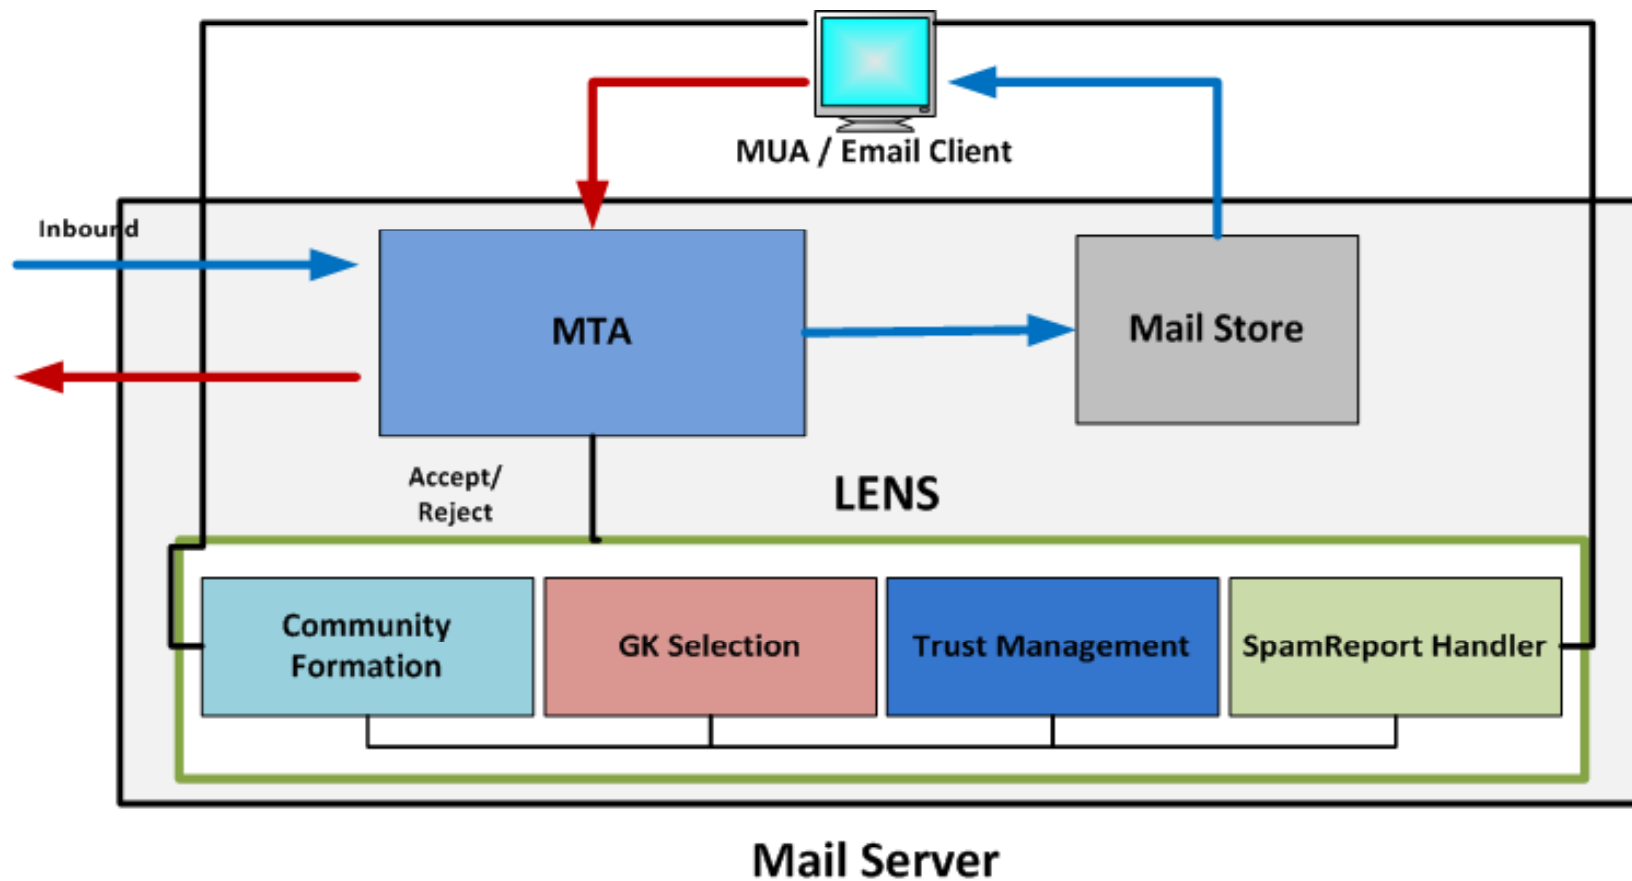 MUA / Email Client
Inbound
MTA
Mail Store
Accept/
Reject
LENS
Community
Formation
GK Selection
Trust Management
SpamReport Handler
Mail Server